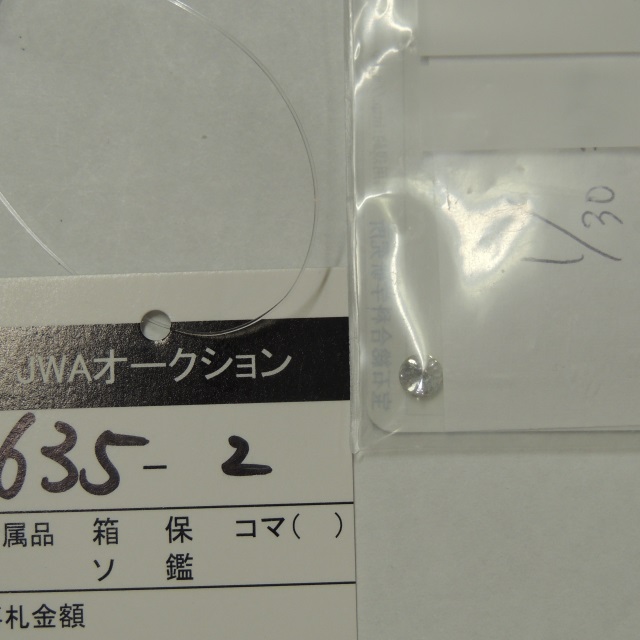 1/30
JWAオークション
635-2
属品 箱 保 コマ( )
ソ 鑑
札金額